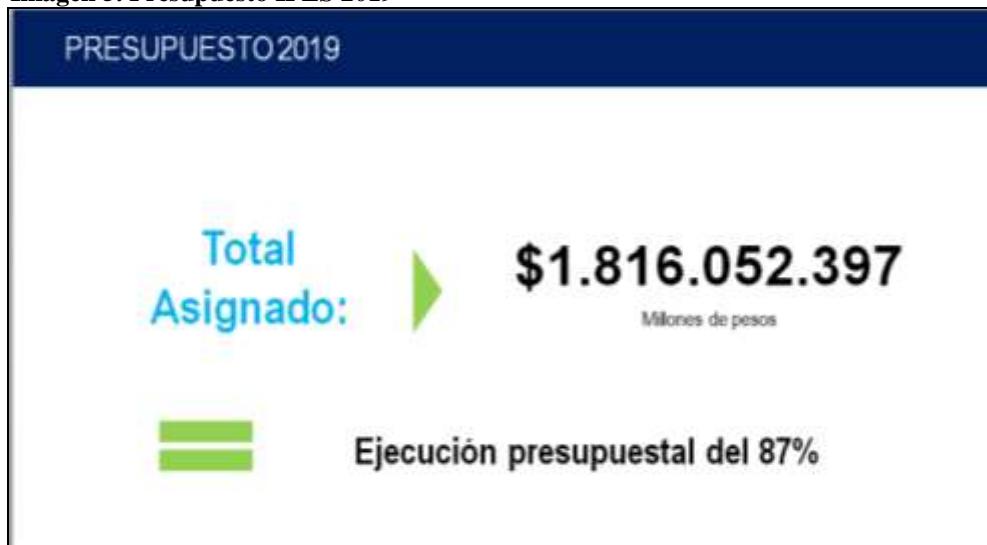 PRESUPUESTO 2019
Total
Asignado:
$1.816.052.397
Millones de pesos
Ejecución presupuestal del 87%